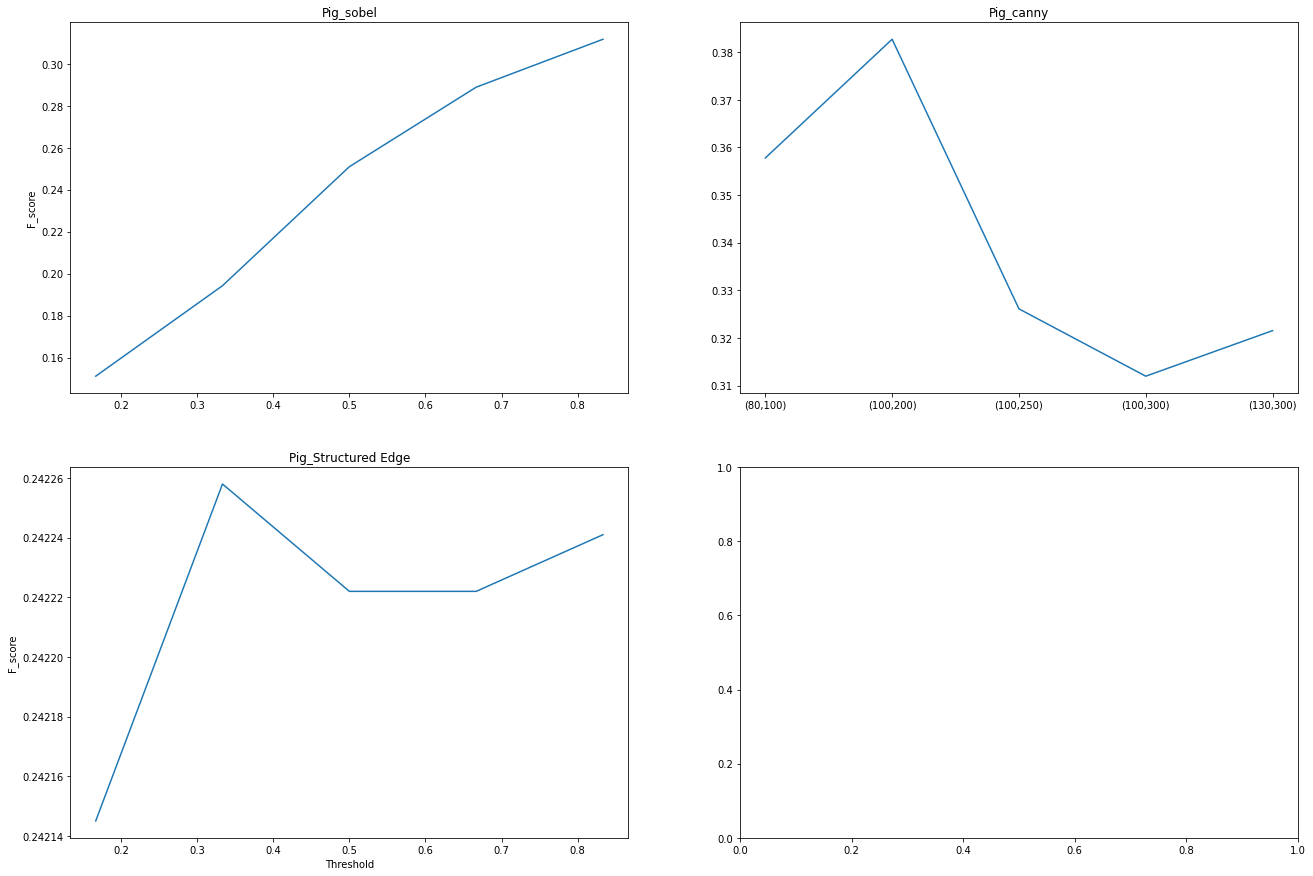 Pig_sobel
F_score
0.30
0.28
0.26
0.24
0.22
0.20
0.18
0.16
0.2 0.3 0.4 0.5 0.6 0.7 0.8
Pig_canny
0.38
0.37
0.36
0.35
0.34
0.33
0.32
0.31
(80,100) (100,200) (100,250) (100,300) (130,300)
Pig_Structured Edge
F_score
0.24226
0.24224
0.24222
0.24220
0.24218
0.24216
0.24214
0.2 0.3 0.4 0.5 0.6 0.7 0.8
Threshold
1.0
0.8
0.6
0.4
0.2
0.0
0.0 0.2 0.4 0.6 0.8 1.0